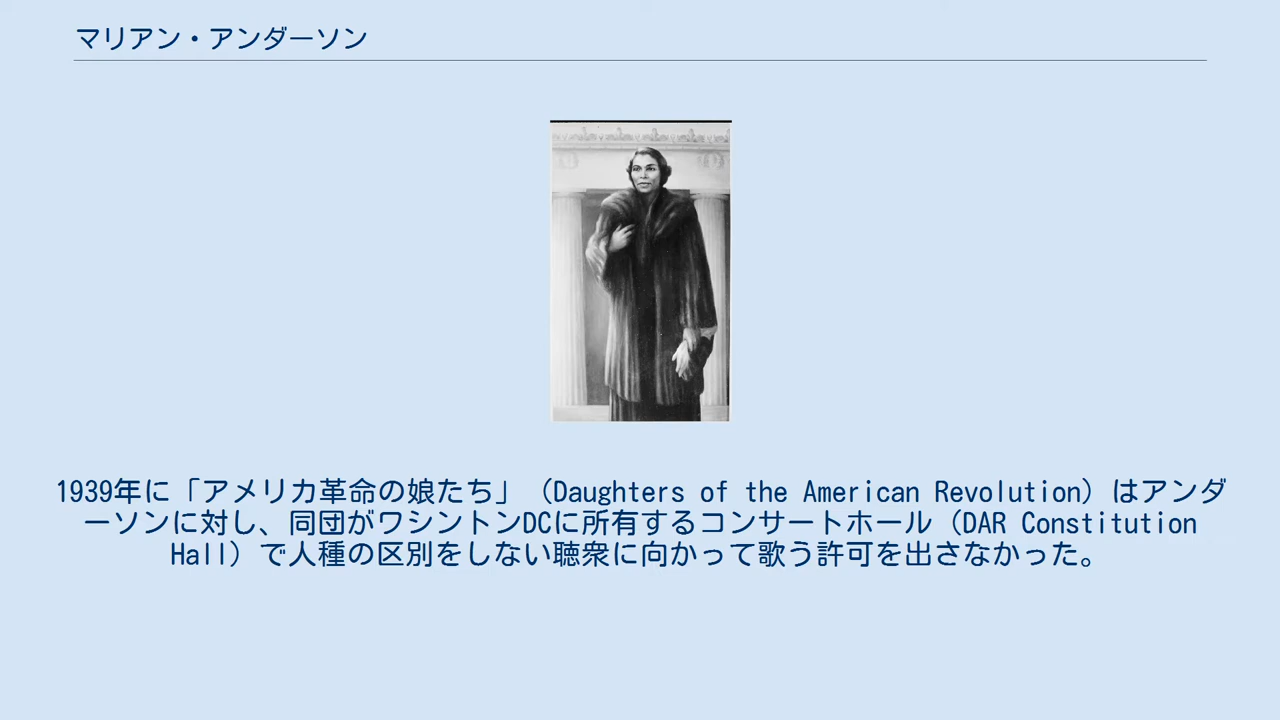 マリアン・アンダーソン
1939年に「アメリカ革命の娘たち」（Daughters of the American Revolution）はアンダ
ーソンに対し、同団がワシントンDCに所有するコンサートホール（DAR Constitution
Hall）で人種の区別をしない聴衆に向かって歌う許可を出さなかった。